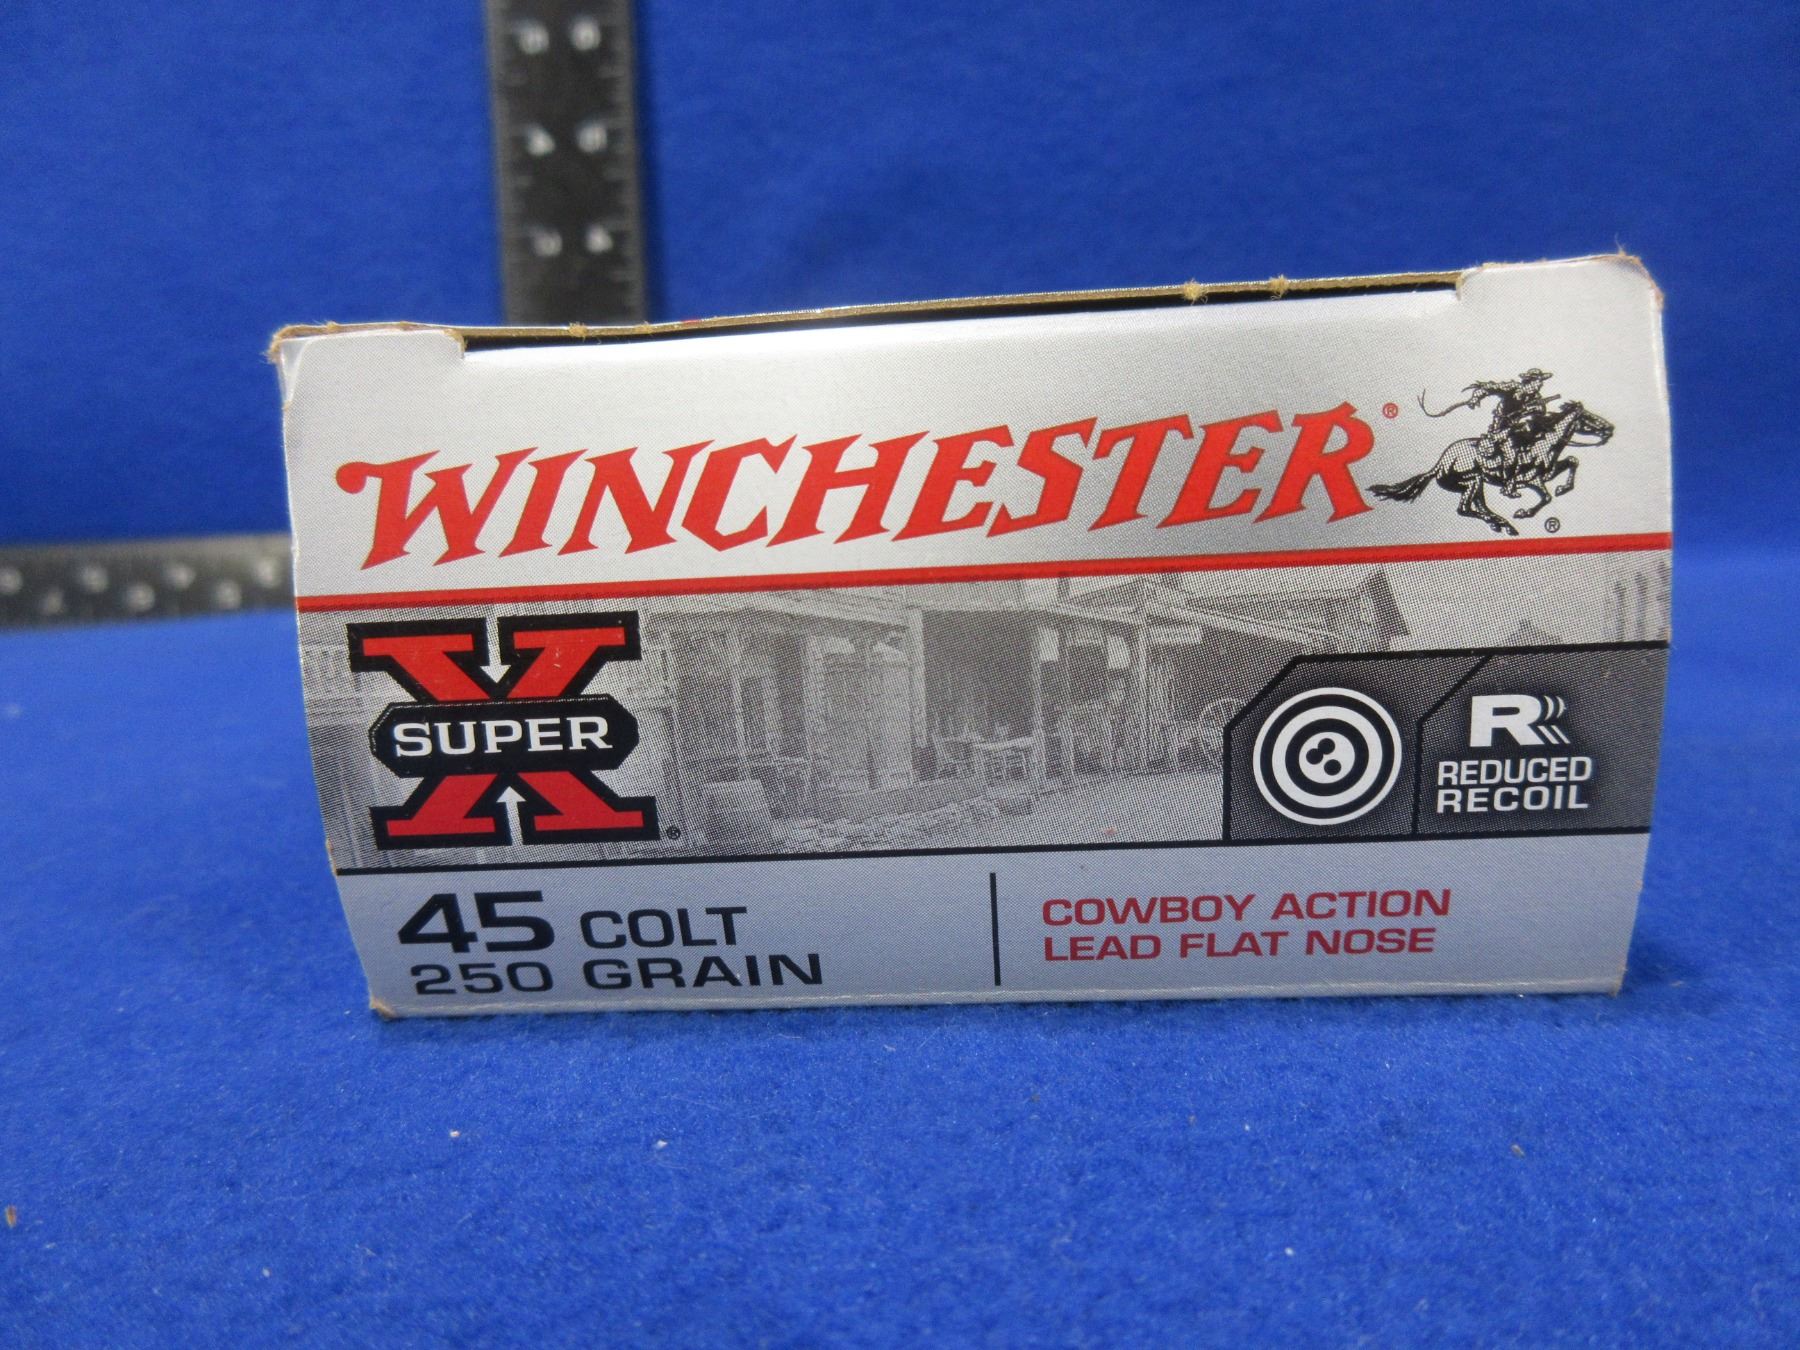 WINCHESTER®
®
X
SUPER
®
R
REDUCED
RECOIL
45 COLT
250 GRAIN
COWBOY ACTION
LEAD FLAT NOSE